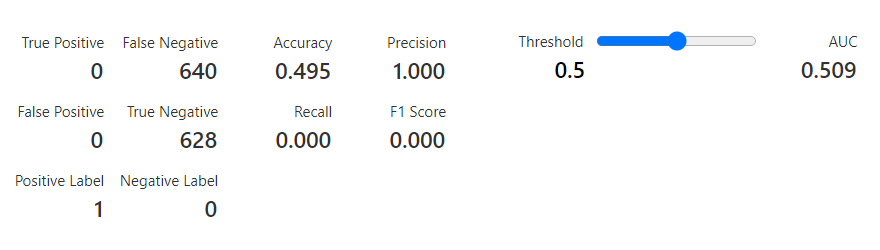 True Positive False Negative Accuracy Precision Threshold AUC
0 640 0.495 1.000 0.5 0.509
False Positive True Negative Recall F1 Score
0 628 0.000 0.000
Positive Label Negative Label
1 0